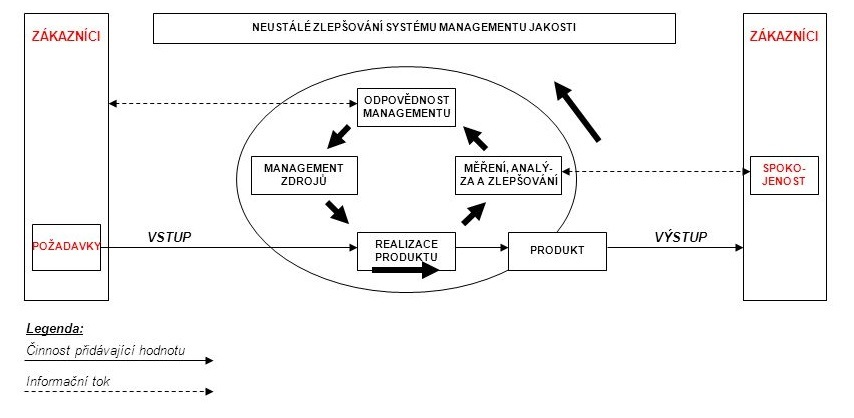 NEUSTÁLÉ ZLEPŠOVÁNÍ SYSTÉMU MANAGEMENTU JAKOSTI
ZÁKAZNÍCI
ZÁKAZNÍCI
ODPOVĚDNOST
MANAGEMENTU
MANAGEMENT
ZDROJŮ
MĚŘENÍ, ANALÝ-
ZA A ZLEPŠOVÁNÍ
SPOKO-
JENOST
POŽADAVKY
VSTUP
REALIZACE
PRODUKTU
PRODUKT
VÝSTUP
Legenda:
Činnost přidávající hodnotu
Informační tok